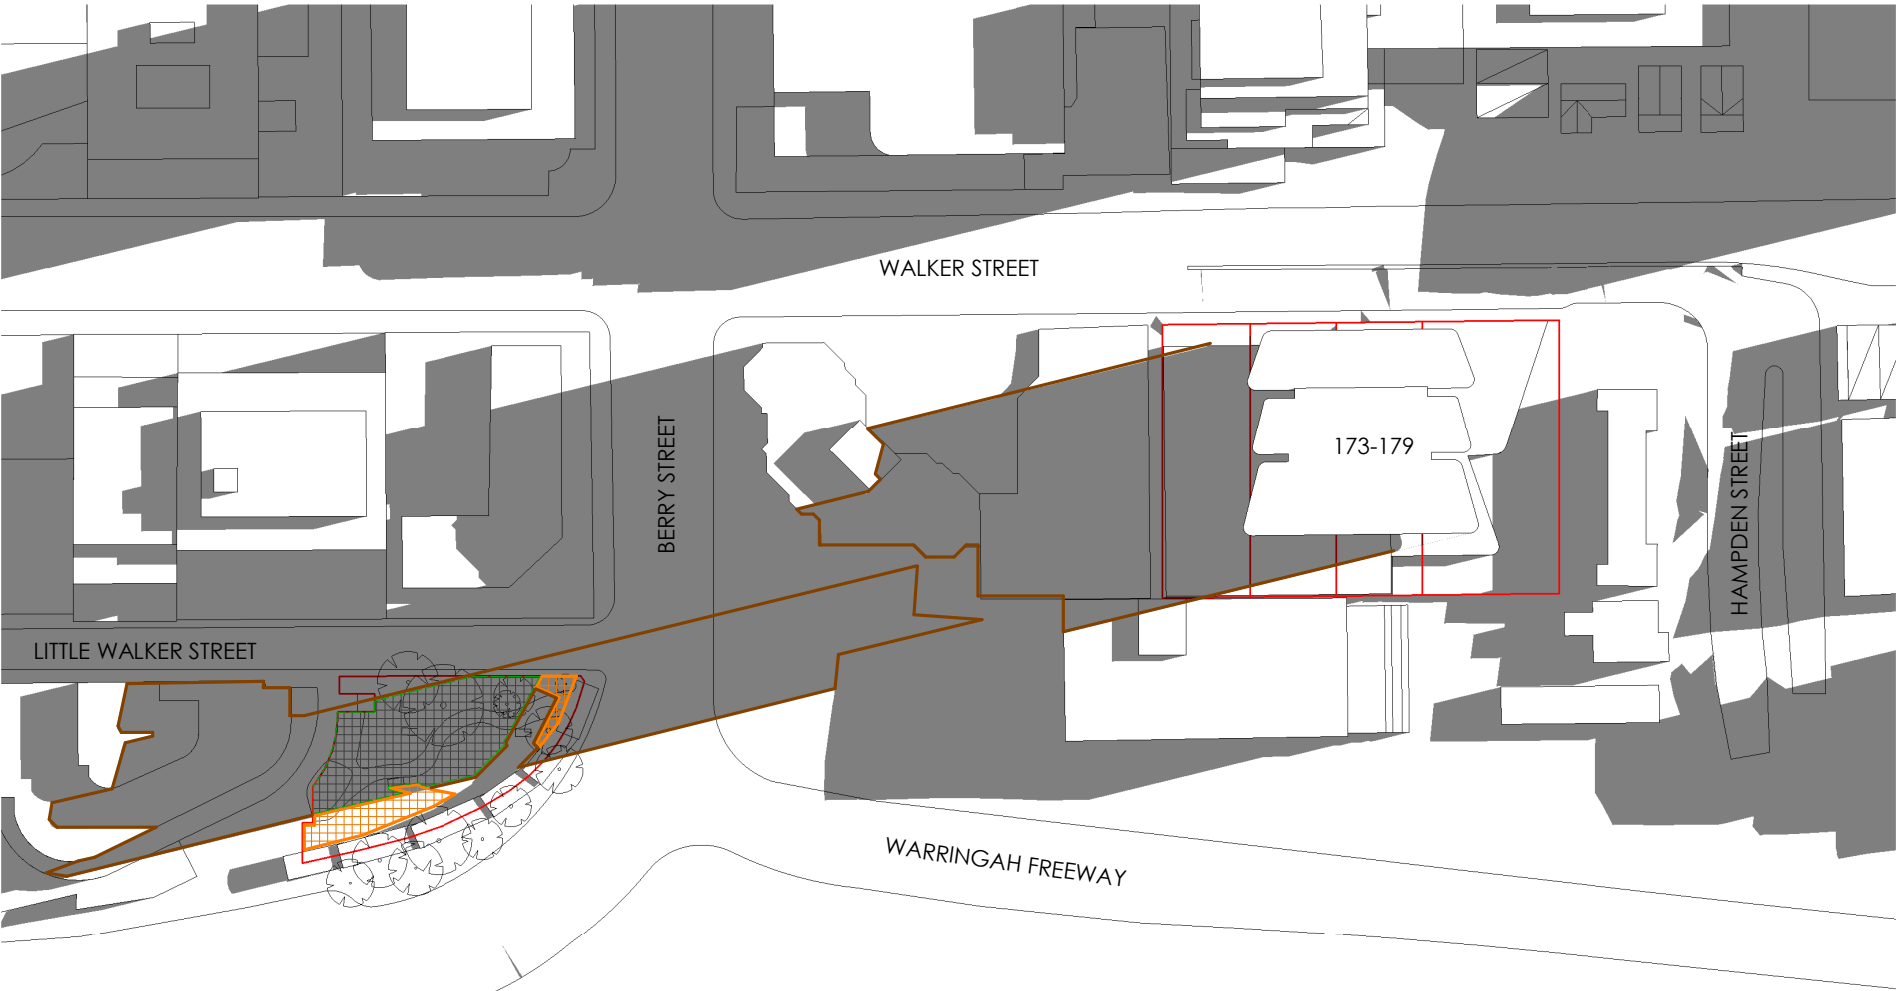 WALKER STREET
BERRY STREET
173-179
HAMPDEN STREET
LITTLE WALKER STREET
WARRINGAH FREEWAY